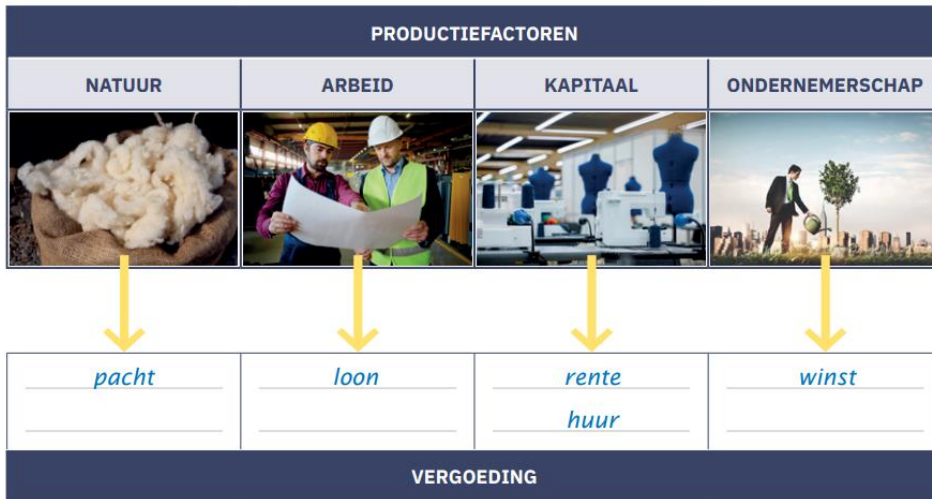 PRODUCTIEFACTOREN
NATUUR ARBEID KAPITAAL ONDERNEMERSCHAP
pacht loon rente winst
huur
VERGOEDING